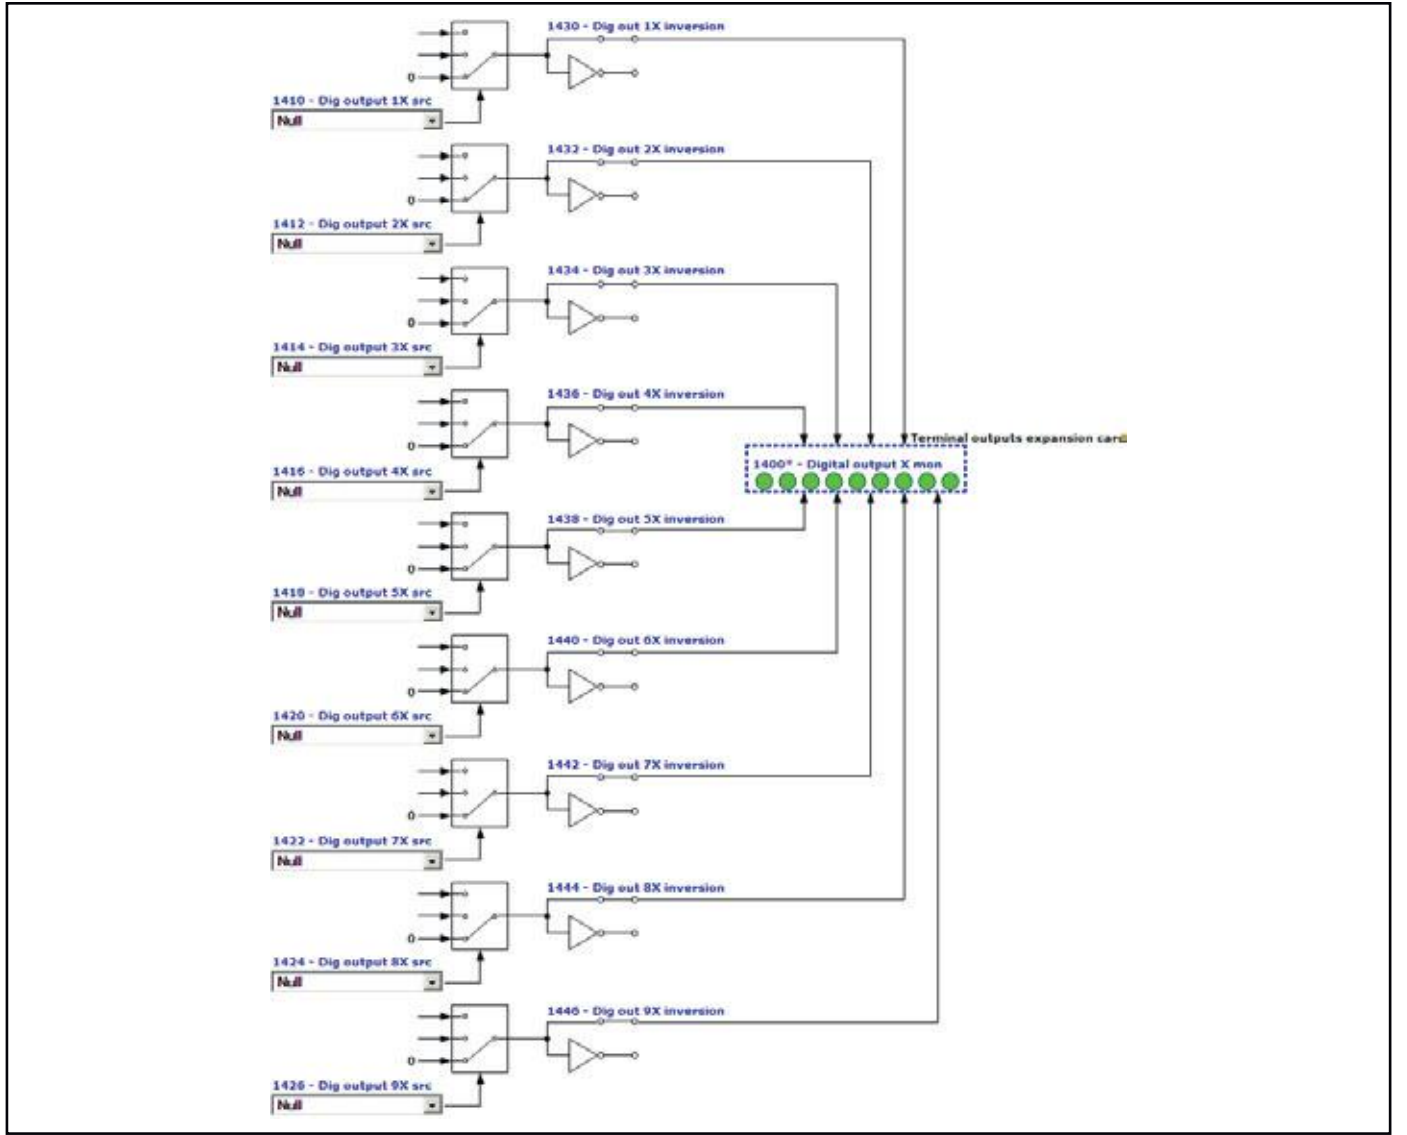 1430 - Dig out 1X inversion
0
1410 - Dig output 1X src
Null
1432 - Dig out 2X inversion
0
1412 - Dig output 2X src
Null
1434 - Dig out 3X inversion
0
1414 - Dig output 3X src
Null
1436 - Dig out 4X inversion
0
Terminal outputs expansion card
1400* - Digital output X mon
1416 - Dig output 4X src
Null
1438 - Dig out 5X inversion
0
1418 - Dig output 5X src
Null
1440 - Dig out 6X inversion
0
1420 - Dig output 6X src
Null
1442 - Dig out 7X inversion
0
1422 - Dig output 7X src
Null
1444 - Dig out 8X inversion
0
1424 - Dig output 8X src
Null
1446 - Dig out 9X inversion
0
1426 - Dig output 9X src
Null